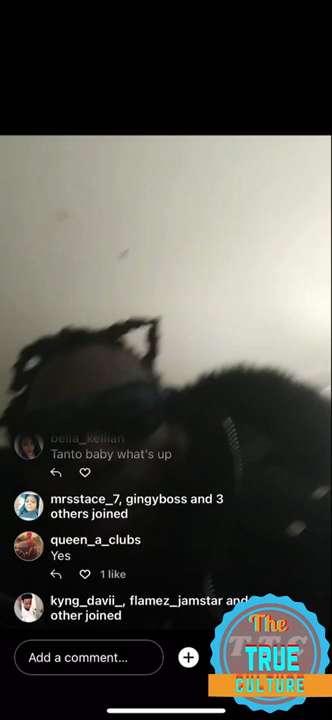 bella_kellian
Tanto baby what's up
mrsstace_7, gingyboss and 3
others joined
queen_a_clubs
Yes
1 like
kyng_davii_, flamez_jamstar and
other joined
Add a comment...
The
TRUE
CULTURE